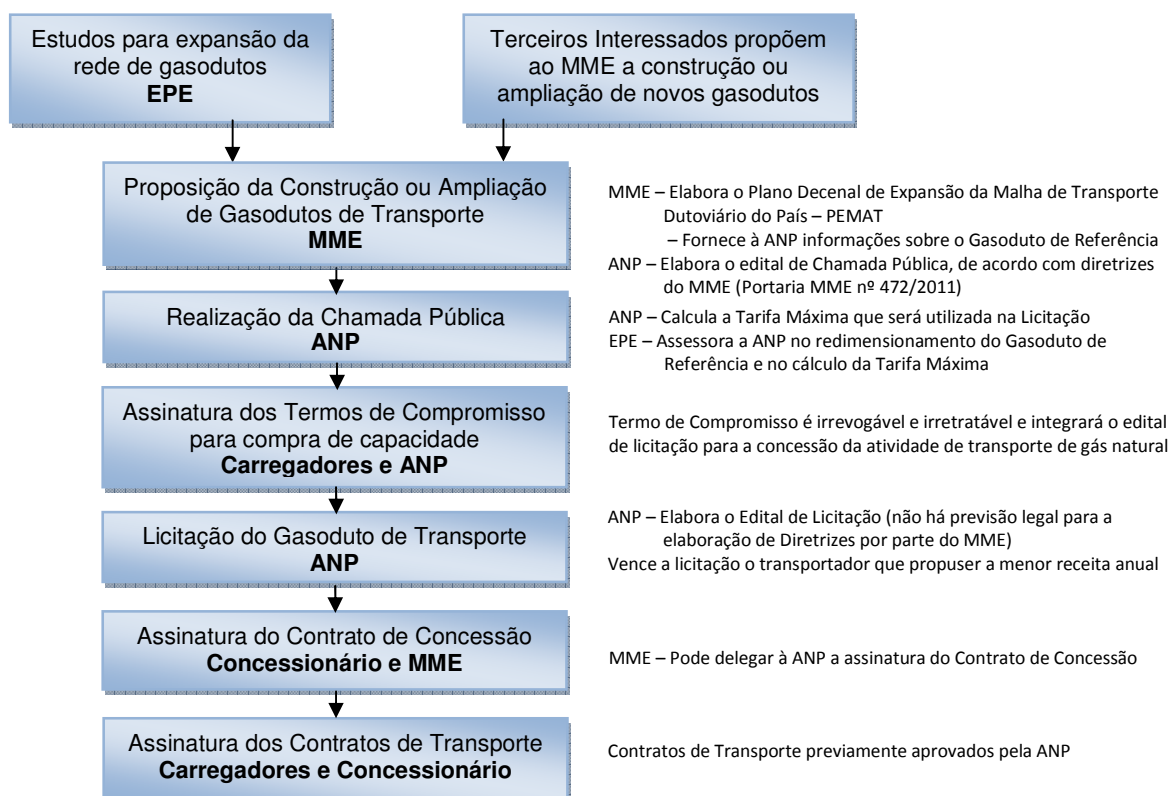 Estudos para expansão da
rede de gasodutos
EPE
Terceiros Interessados propõem
ao MME a construção ou
ampliação de novos gasodutos
Proposição da Construção ou Ampliação
de Gasodutos de Transporte
MME
MME – Elabora o Plano Decenal de Expansão da Malha de Transporte
Dutoviário do País – PEMAT
– Fornece à ANP informações sobre o Gasoduto de Referência
ANP – Elabora o edital de Chamada Pública, de acordo com diretrizes
do MME (Portaria MME nº 472/2011)
Realização da Chamada Pública
ANP
ANP – Calcula a Tarifa Máxima que será utilizada na Licitação
EPE – Assessora a ANP no redimensionamento do Gasoduto de
Referência e no cálculo da Tarifa Máxima
Assinatura dos Termos de Compromisso
para compra de capacidade
Carregadores e ANP
Termo de Compromisso é irrevogável e irretratável e integrará o edital
de licitação para a concessão da atividade de transporte de gás natural
Licitação do Gasoduto de Transporte
ANP
ANP – Elabora o Edital de Licitação (não há previsão legal para a
elaboração de Diretrizes por parte do MME)
Vence a licitação o transportador que propuser a menor receita anual
Assinatura do Contrato de Concessão
Concessionário e MME
MME – Pode delegar à ANP a assinatura do Contrato de Concessão
Assinatura dos Contratos de Transporte
Carregadores e Concessionário
Contratos de Transporte previamente aprovados pela ANP